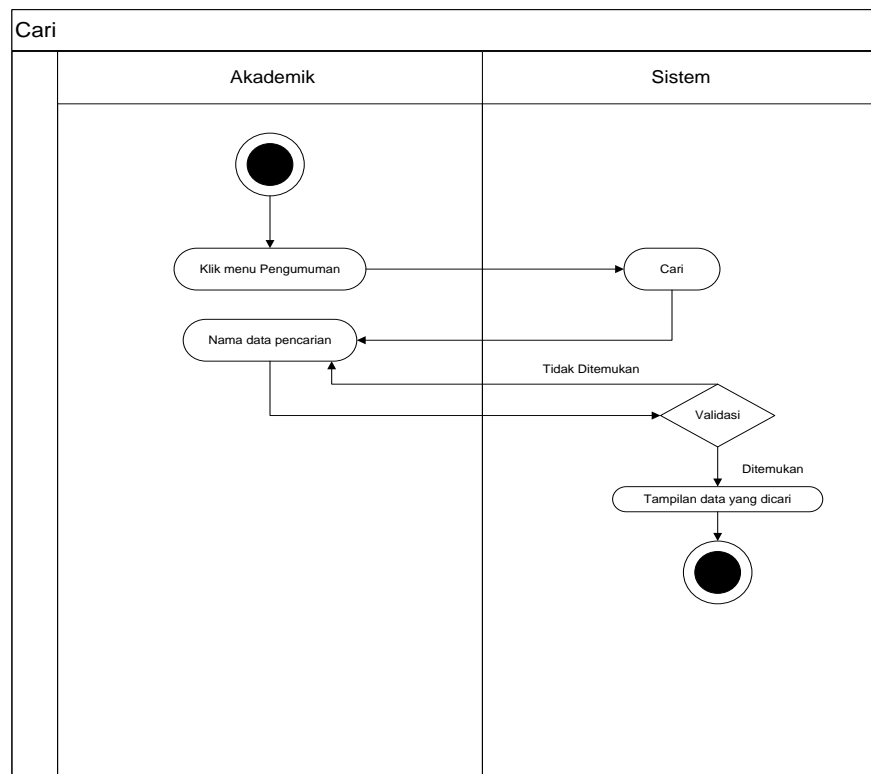 Cari
Akademik
Sistem
Klik menu Pengumuman
Cari
Nama data pencarian
Tidak Ditemukan
Validasi
Ditemukan
Tampilan data yang dicari